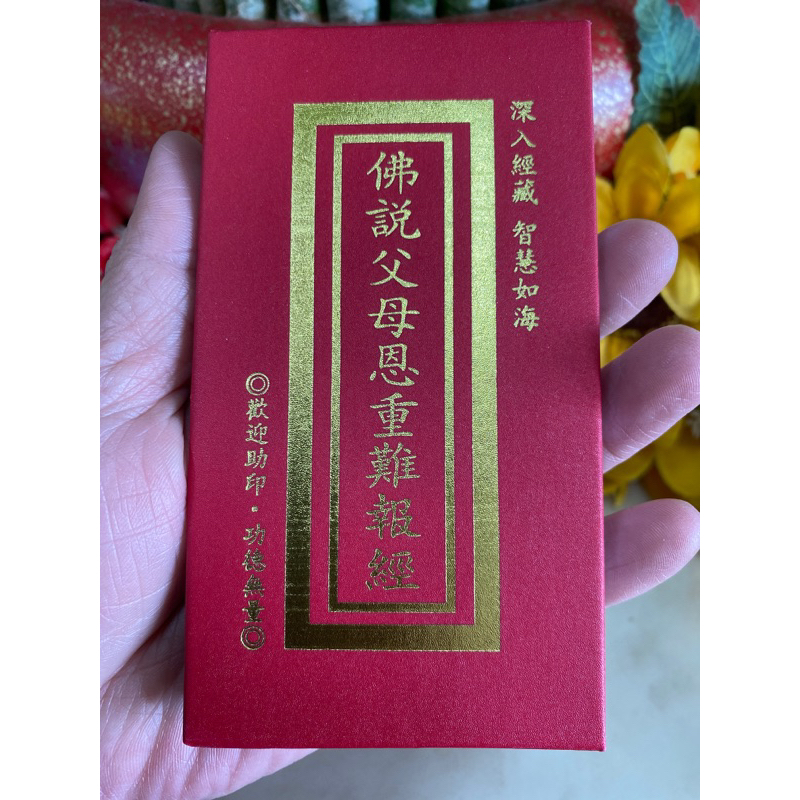 深入經藏 智慧如海
佛說父母恩重難報經
◎歡迎助印・功德無量◎